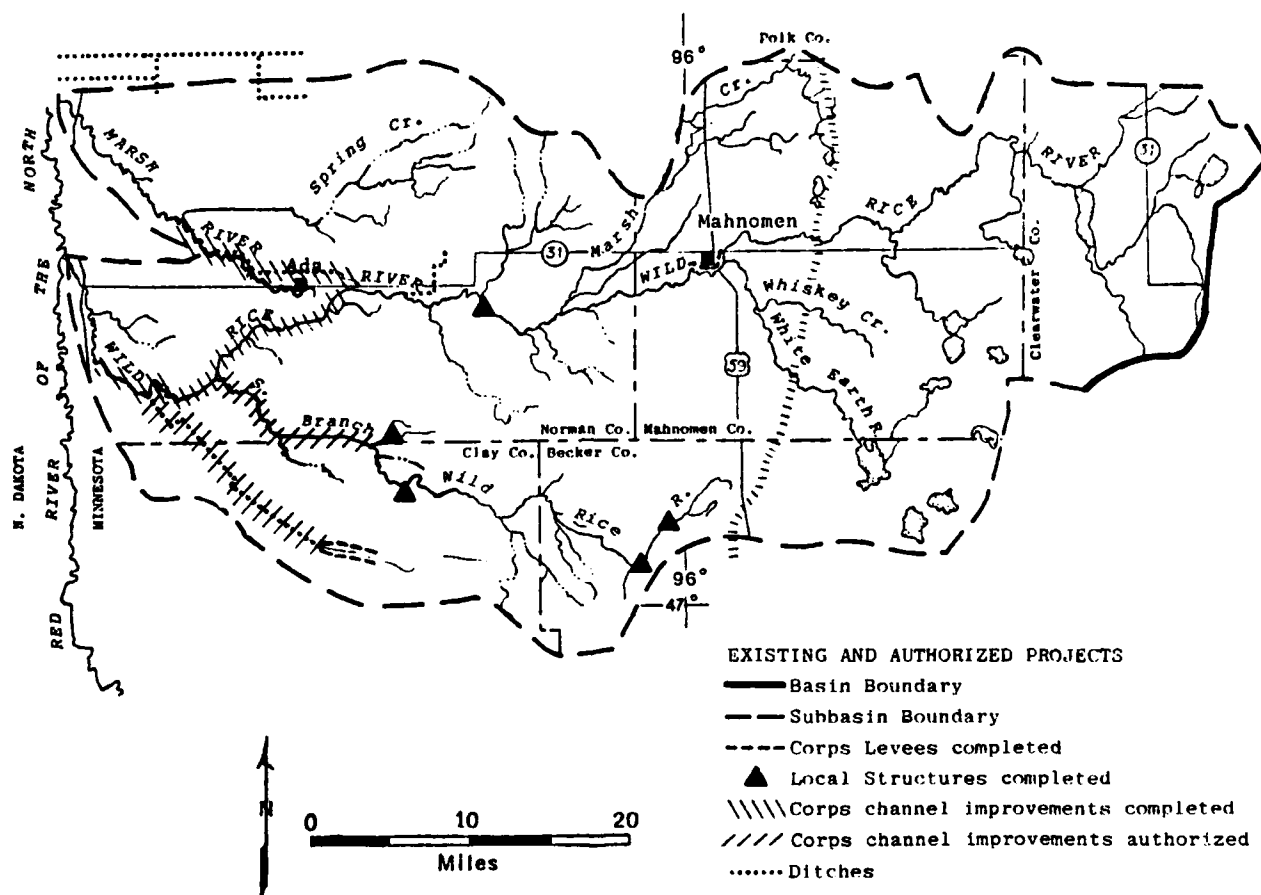 Polk Co.
96°
Cr.
MARSH
Spring Cr.
RIVER
31
NORTH
Marsh
Mahnomen
RICE
RIVER
31
WILD
Ada
RIVER
THE
Whiskey Cr.
Clearwater Co.
RICE
White Earth R.
59
OF
WILD
S. Branch
Norman Co.
Mahnomen Co.
Clay Co.
Becker Co.
N. DAKOTA
RIVER
MINNESOTA
Wild
Rice
R.
96°
47°
RED
EXISTING AND AUTHORIZED PROJECTS
Basin Boundary
Subbasin Boundary
Corps Levees completed
Local Structures completed
Corps channel improvements completed
Corps channel improvements authorized
Ditches
N
0 10 20
Miles